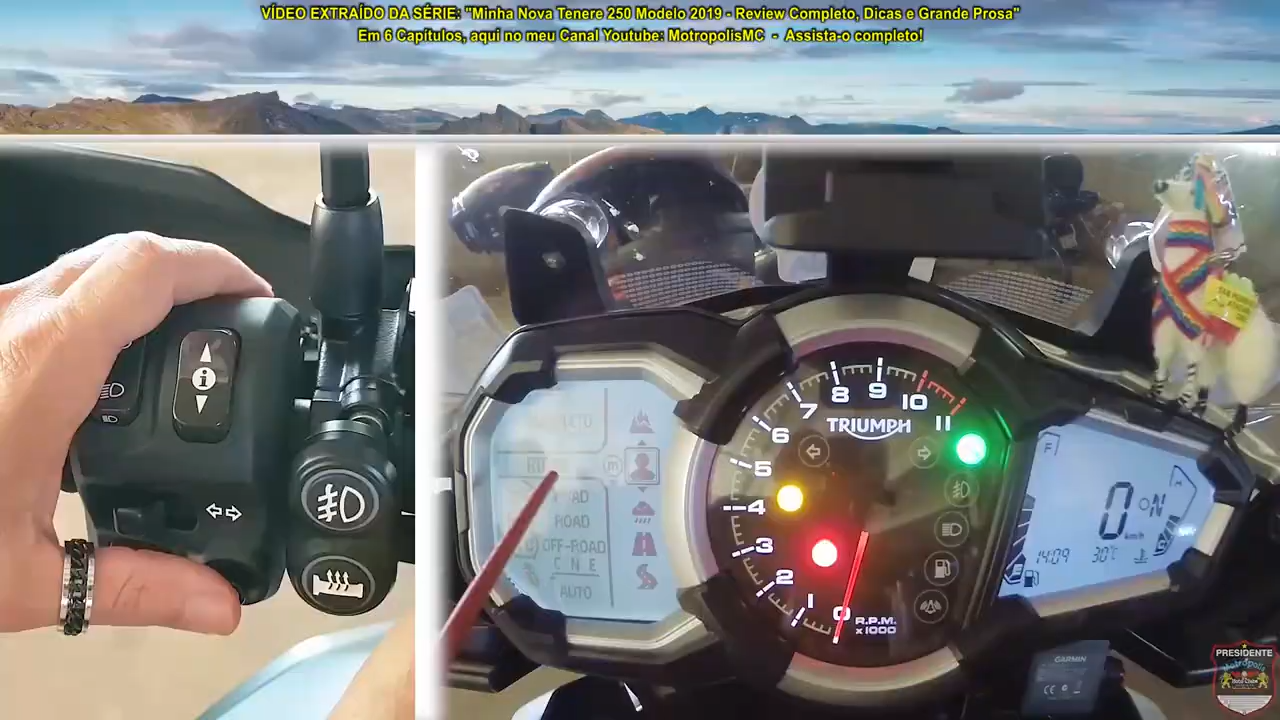 VÍDEO EXTRAÍDO DA SÉRIE: "Minha Nova Tenere 250 Modelo 2019 - Review Completo, Dicas e Grande Prosa"
Em 6 Capítulos, aqui no meu Canal Youtube: MotropolisMC - Assista-o completo!
TRIUMPH
0
1
2
3
4
5
6
7
8
9
10
11
R.P.M.
x1000
m
ROAD
OFF-ROAD
C N E
AUTO
F
0
km/h
N
14:09
30°C
GARMIN
CE
PRESIDENTE
Metrópolis